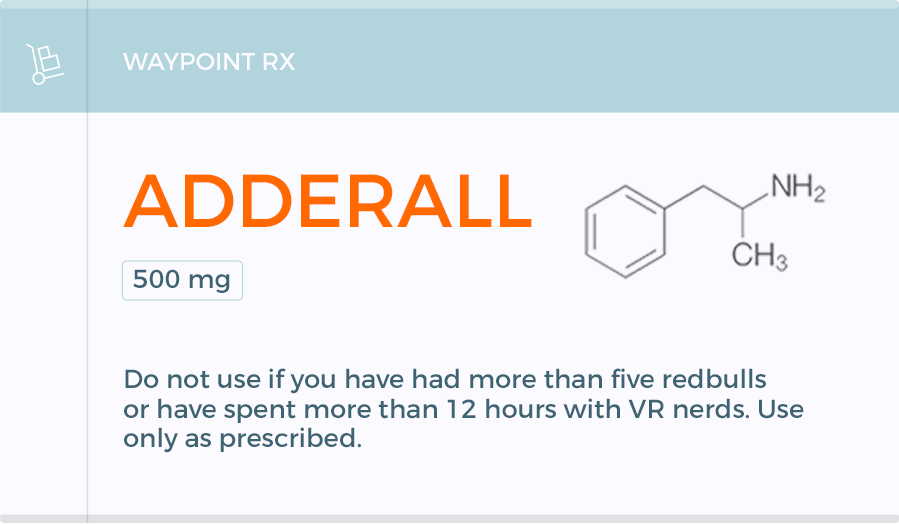 WAYPOINT RX
ADDERALL
NH₂
CH₃
500 mg
Do not use if you have had more than five redbulls
or have spent more than 12 hours with VR nerds. Use
only as prescribed.